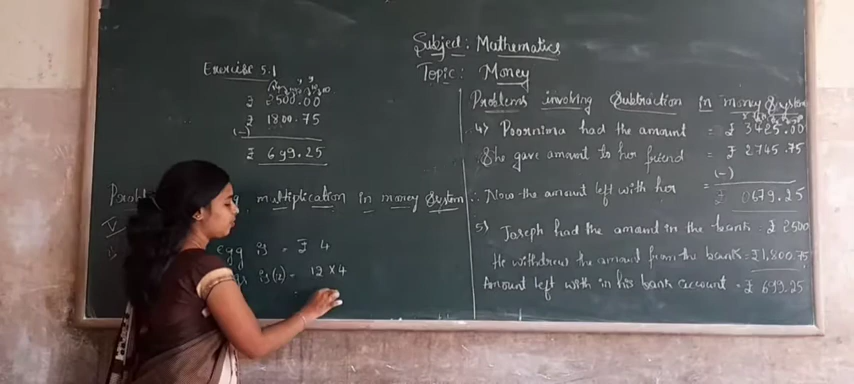 Subject: Mathematics
Topic: Money
Exercise 5.1
₹ 2500.00
₹ 1800.75
(-)
₹ 699.25
multiplication in money System
egg is = ₹ 4
is (12) = 12 × 4
Problems involving Subtraction in money System
4) Poornima had the amount = ₹ 3425.00
She gave amount to her friend = ₹ 2745.75
(-)
∴ Now the amount left with her = ₹ 0679.25
5) Joseph had the amount in the bank = ₹ 2500
He withdrew the amount from the bank = ₹1,800.75
Amount left with in his bank account = ₹ 699.25